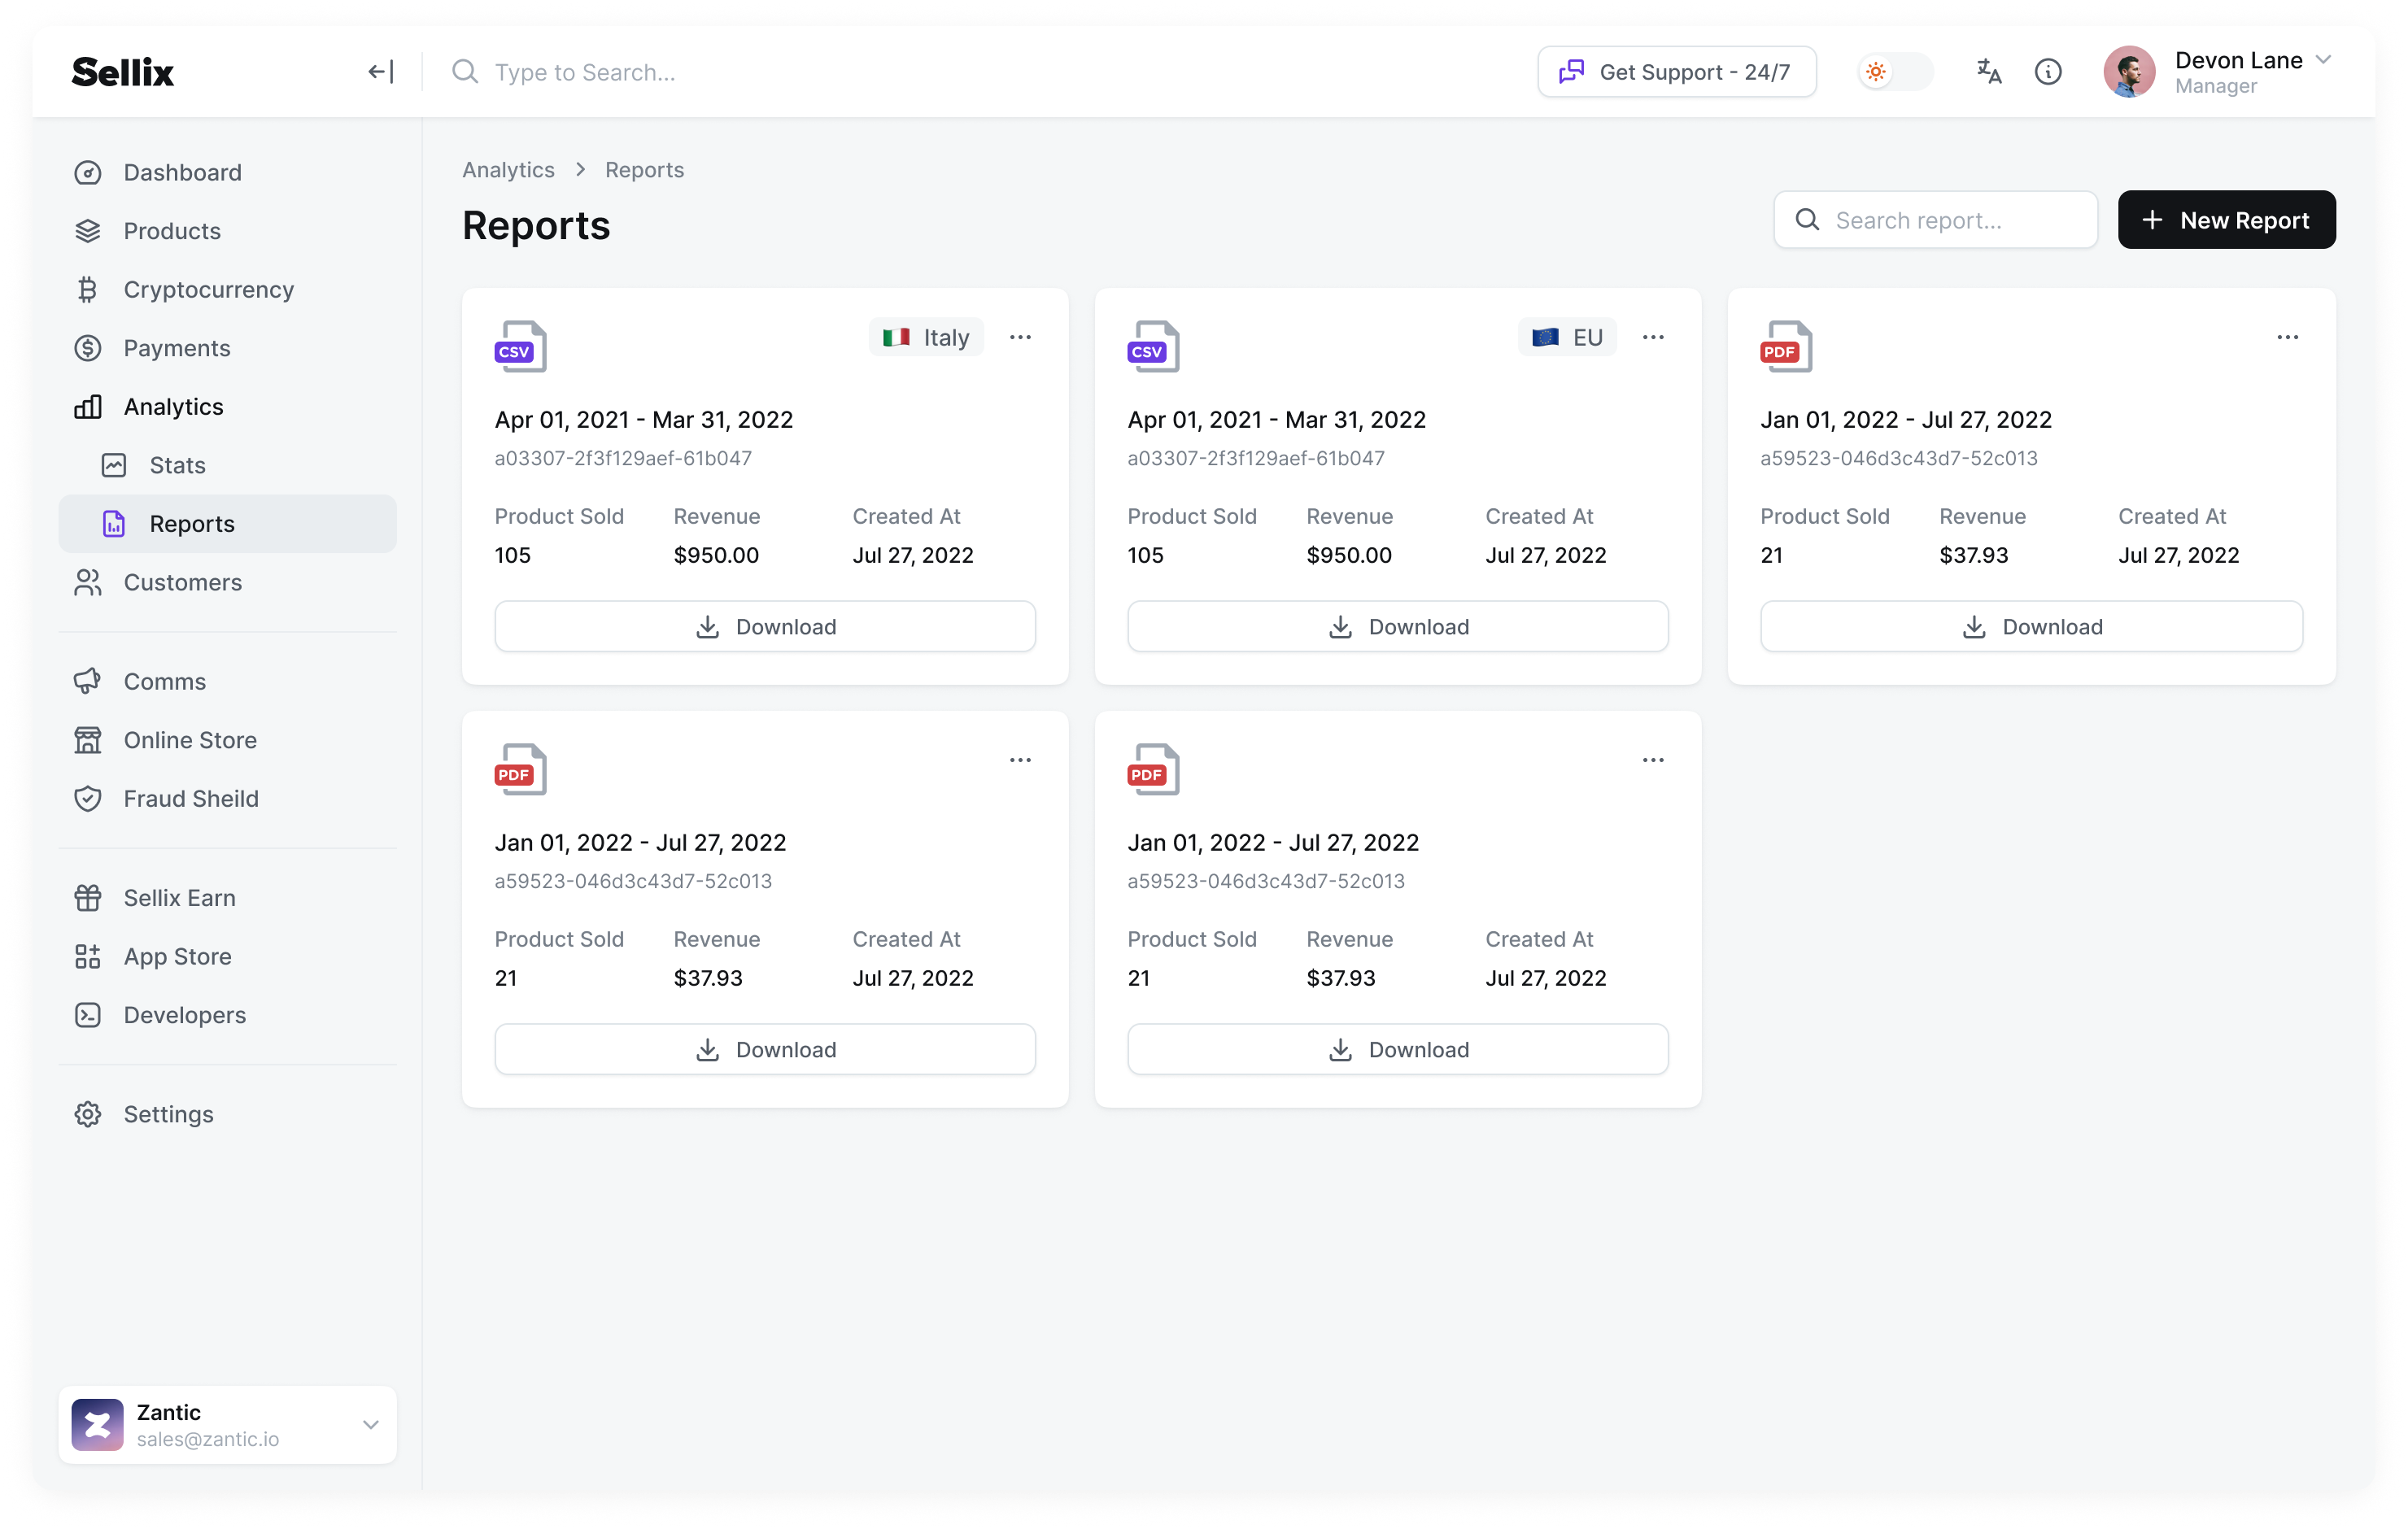 Sellix
Type to Search...
Get Support - 24/7
Devon Lane
Manager
Dashboard
Products
Cryptocurrency
Payments
Analytics
Stats
Reports
Customers
Comms
Online Store
Fraud Sheild
Sellix Earn
App Store
Developers
Settings
Zantic
sales@zantic.io
Analytics > Reports
Reports
Search report...
+ New Report
CSV
Italy
Apr 01, 2021 - Mar 31, 2022
a03307-2f3f129aef-61b047
Product Sold Revenue Created At
105 $950.00 Jul 27, 2022
Download
CSV
EU
Apr 01, 2021 - Mar 31, 2022
a03307-2f3f129aef-61b047
Product Sold Revenue Created At
105 $950.00 Jul 27, 2022
Download
PDF
Jan 01, 2022 - Jul 27, 2022
a59523-046d3c43d7-52c013
Product Sold Revenue Created At
21 $37.93 Jul 27, 2022
Download
PDF
Jan 01, 2022 - Jul 27, 2022
a59523-046d3c43d7-52c013
Product Sold Revenue Created At
21 $37.93 Jul 27, 2022
Download
PDF
Jan 01, 2022 - Jul 27, 2022
a59523-046d3c43d7-52c013
Product Sold Revenue Created At
21 $37.93 Jul 27, 2022
Download